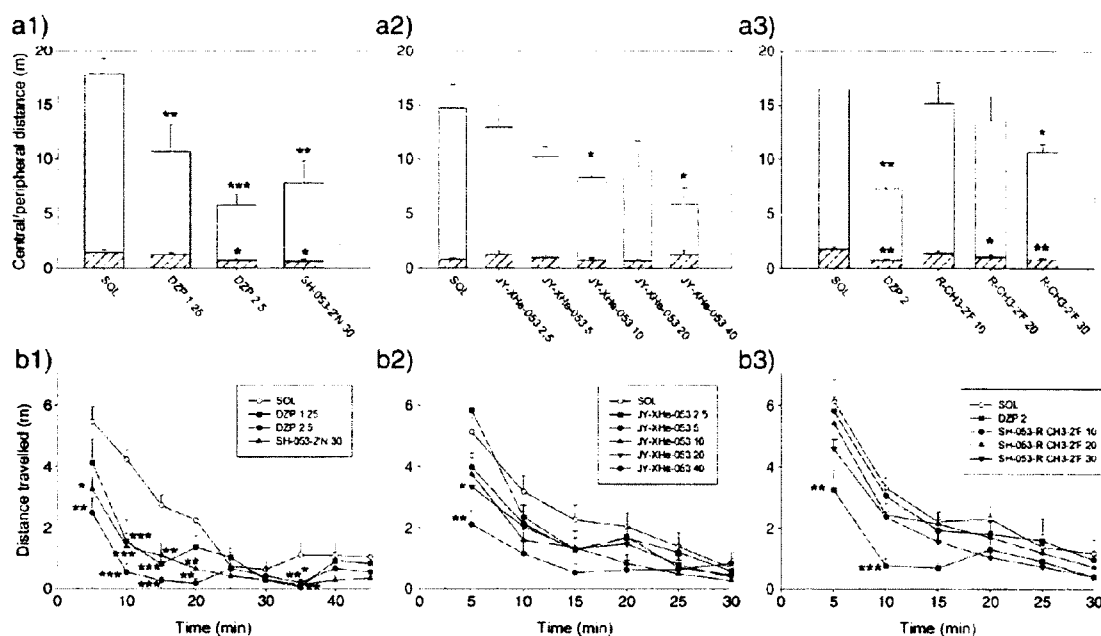 a1) a2) a3)
Central/peripheral distance (m)
20 20 20
15 15 15
10 10 10
5 5 5
0 0 0
** *** ** * *
* *
** * ** * **
SOL DZP 1.25 DZP 2.5 SH-053-2'N 30
SOL JY-XHe-053 2.5 JY-XHe-053 5 JY-XHe-053 10 JY-XHe-053 20 JY-XHe-053 40
SOL DZP 2 R-CH3-2'F 10 R-CH3-2'F 20 R-CH3-2'F 30
b1) b2) b3)
Distance travelled (m)
6 6 6
4 4 4
2 2 2
0 0 0
SOL
DZP 1.25
DZP 2.5
SH-053-2'N 30
SOL
JY-XHe-053 2.5
JY-XHe-053 5
JY-XHe-053 10
JY-XHe-053 20
JY-XHe-053 40
SOL
DZP 2
SH-053-R CH3-2'F 10
SH-053-R CH3-2'F 20
SH-053-R CH3-2'F 30
* ** *** *** *** ** *** *** ** **
* **
** ***
0 5 10 15 20 25 30 35 40 45
0 5 10 15 20 25 30
0 5 10 15 20 25 30
Time (min) Time (min) Time (min)